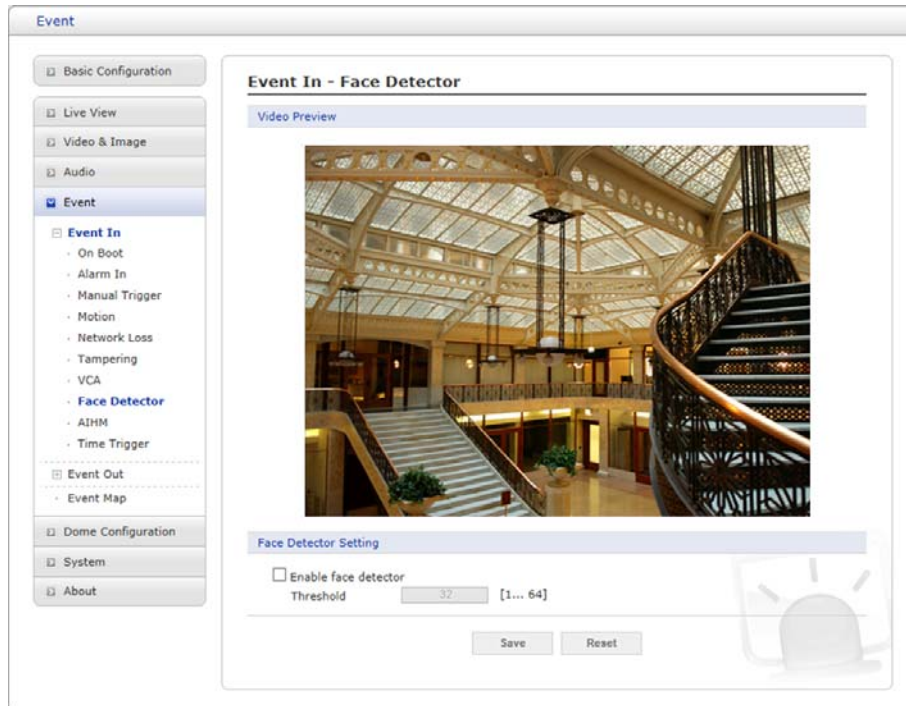 Event
Basic Configuration
Live View
Video & Image
Audio
Event
Event In
On Boot
Alarm In
Manual Trigger
Motion
Network Loss
Tampering
VCA
Face Detector
AIHM
Time Trigger
Event Out
Event Map
Dome Configuration
System
About
Event In - Face Detector
Video Preview
Face Detector Setting
Enable face detector
Threshold 32 [1... 64]
Save Reset